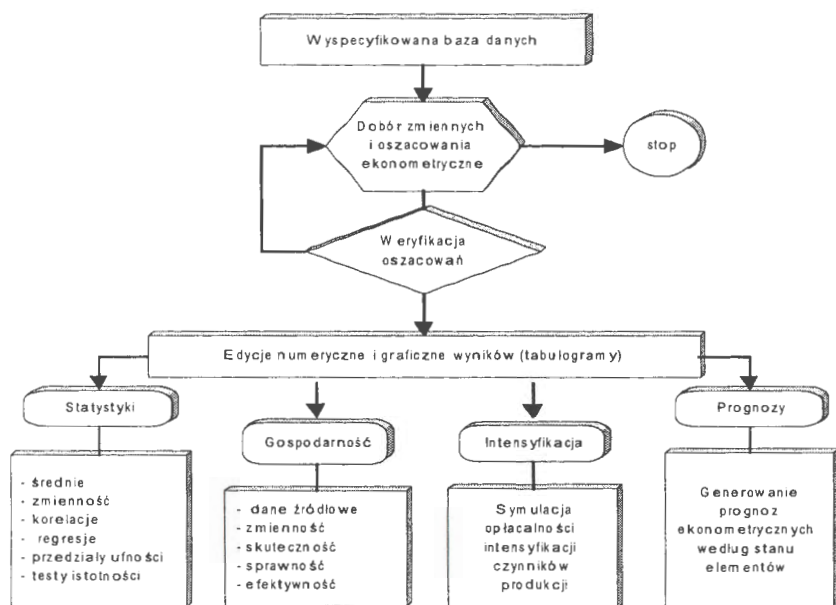 Wyspecyfikowana baza danych
Dobór zmiennych
i oszacowania
ekonometryczne
stop
Weryfikacja
oszacowań
Edycje numeryczne i graficzne wyników (tabulogramy)
Statystyki
Gospodarność
Intensyfikacja
Prognozy
- średnie
- zmienność
- korelacje
- regresje
- przedziały ufności
- testy istotności
- dane źródłowe
- zmienność
- skuteczność
- sprawność
- efektywność
Symulacja
opłacalności
intensyfikacji
czynników
produkcji
Generowanie
prognoz
ekonometrycznych
według stanu
elementów